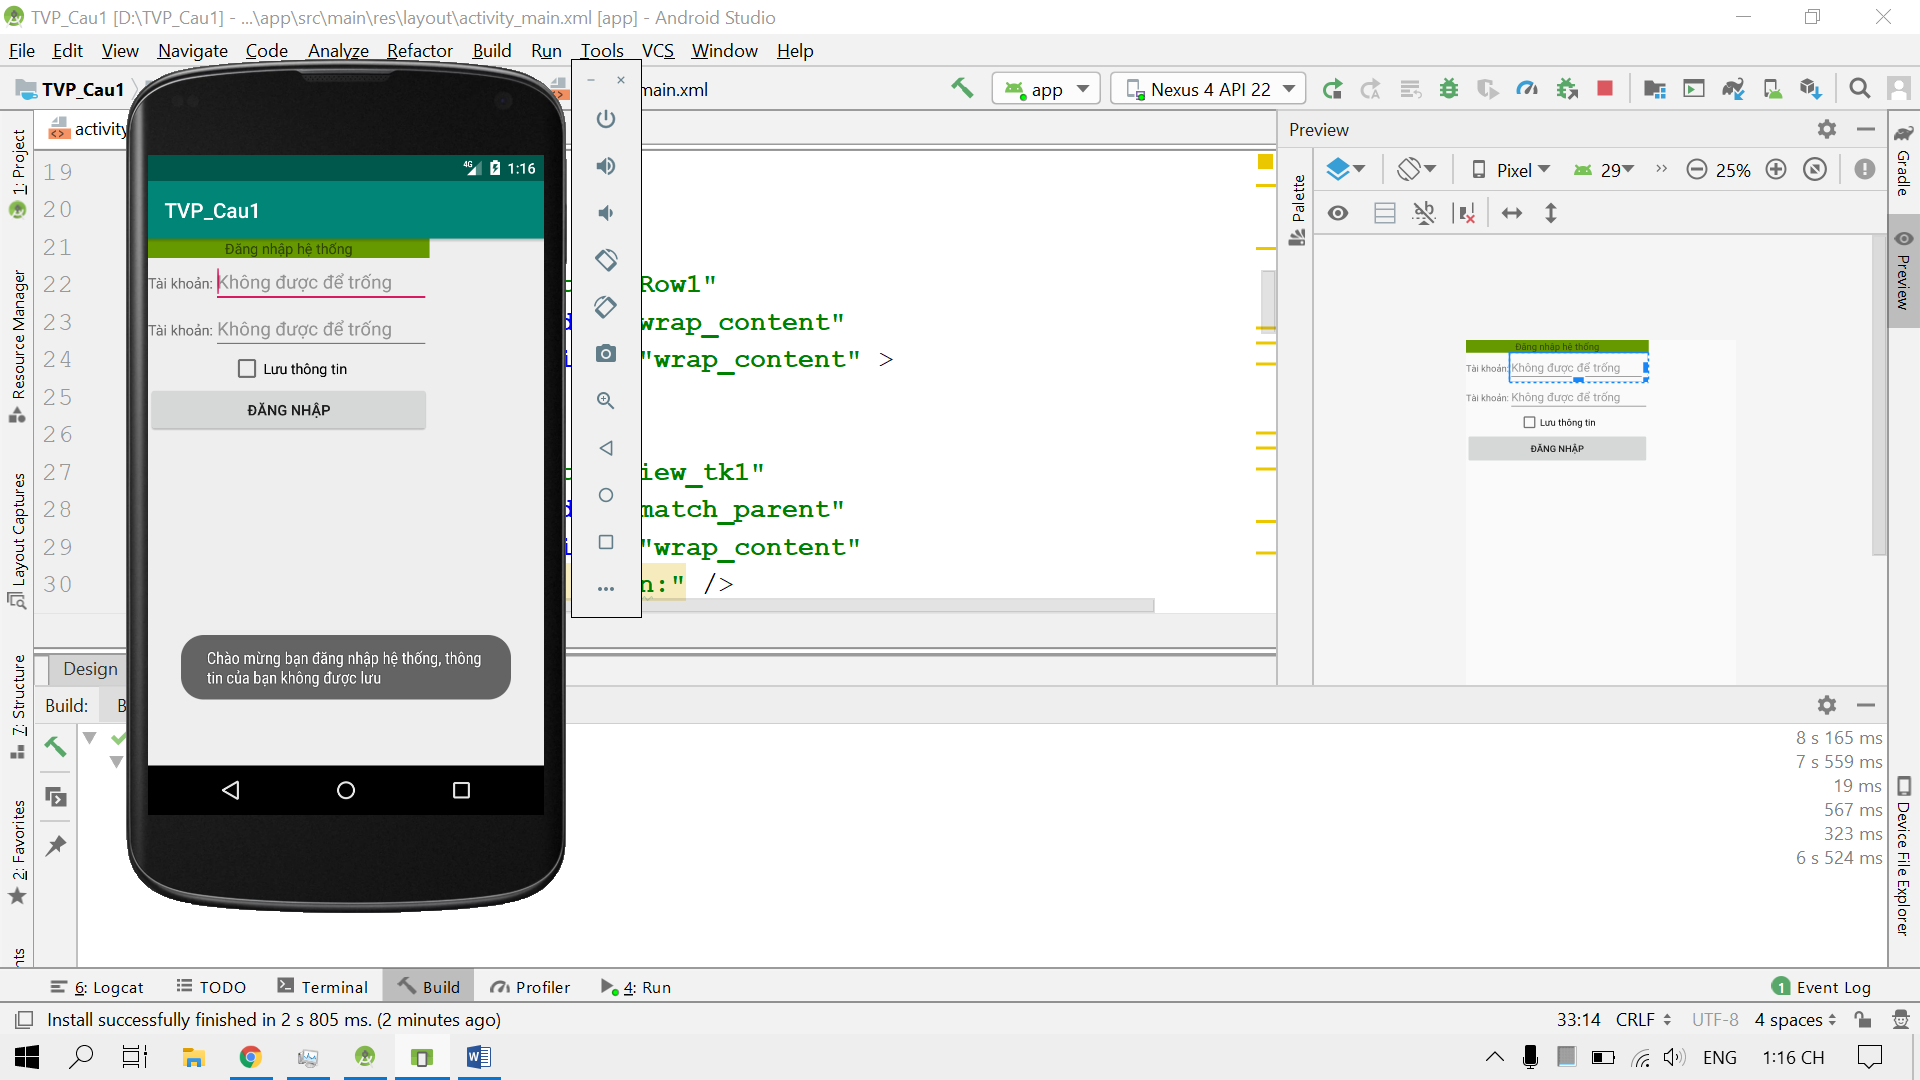 TVP_Cau1 [D:\TVP_Cau1] - ...\app\src\main\res\layout\activity_main.xml [app] - Android Studio
File Edit View Navigate Code Analyze Refactor Build Run Tools VCS Window Help
TVP_Cau1
main.xml
app
Nexus 4 API 22
activity
Preview
Pixel
29
25%
1: Project
Resource Manager
Layout Captures
7: Structure
2: Favorites
Palette
Gradle
Preview
Device File Explorer
4G 1:16
TVP_Cau1
Đăng nhập hệ thống
Tài khoản: Không được để trống
Tài khoản: Không được để trống
Lưu thông tin
ĐĂNG NHẬP
Chào mừng bạn đăng nhập hệ thống, thông
tin của bạn không được lưu
19
20
21
22 Row1"
23 wrap_content"
24 "wrap_content" >
25
26
27 iew_tk1"
28 match_parent"
29 "wrap_content"
30 n:" />
Đăng nhập hệ thống
Tài khoản: Không được để trống
Tài khoản: Không được để trống
Lưu thông tin
ĐĂNG NHẬP
Design
Build: B
8 s 165 ms
7 s 559 ms
19 ms
567 ms
323 ms
6 s 524 ms
6: Logcat TODO Terminal Build Profiler 4: Run 1 Event Log
Install successfully finished in 2 s 805 ms. (2 minutes ago) 33:14 CRLF UTF-8 4 spaces
ENG 1:16 CH